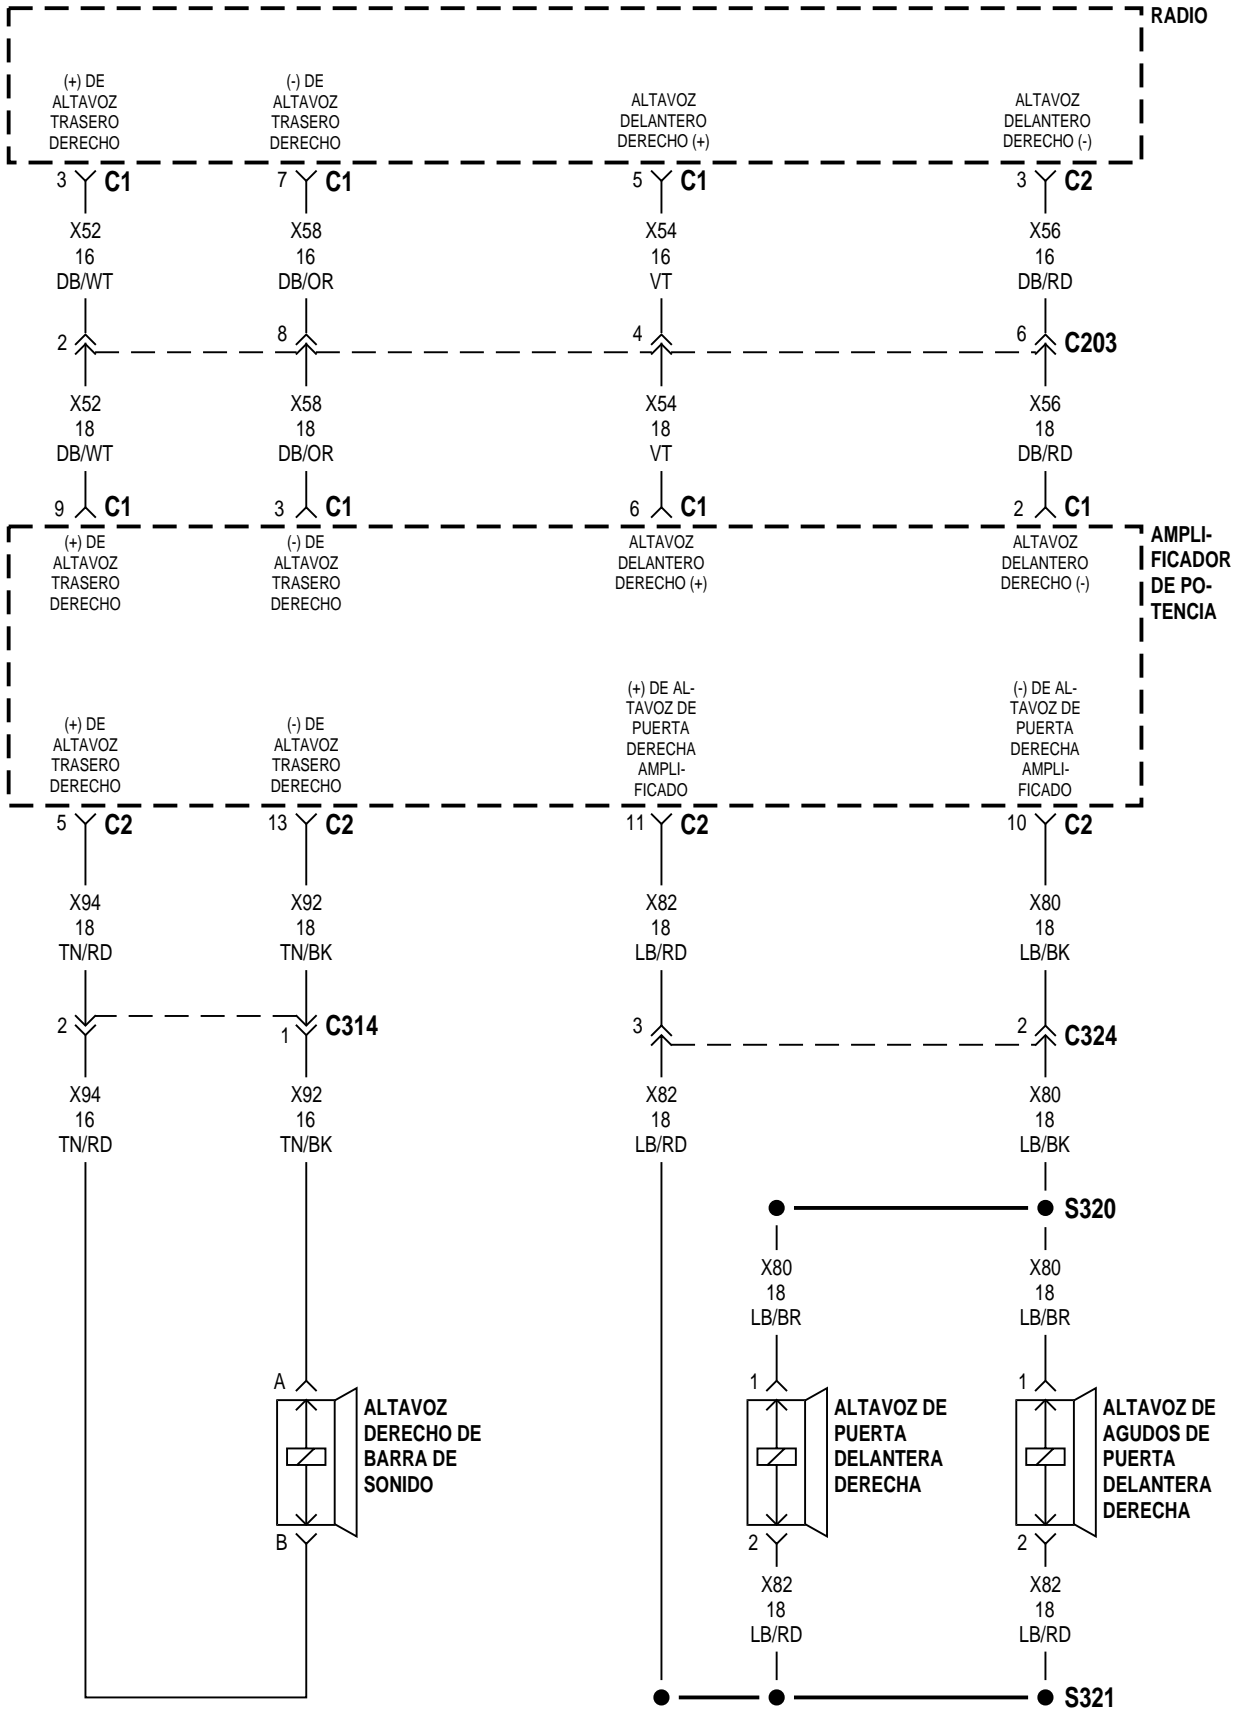 RADIO
(+) DE
ALTAVOZ
TRASERO
DERECHO
(-) DE
ALTAVOZ
TRASERO
DERECHO
ALTAVOZ
DELANTERO
DERECHO (+)
ALTAVOZ
DELANTERO
DERECHO (-)
3 C1
7 C1
5 C1
3 C2
X52
16
DB/WT
X58
16
DB/OR
X54
16
VT
X56
16
DB/RD
2
8
4
6
C203
X52
18
DB/WT
X58
18
DB/OR
X54
18
VT
X56
18
DB/RD
9 C1
3 C1
6 C1
2 C1
(+) DE
ALTAVOZ
TRASERO
DERECHO
(-) DE
ALTAVOZ
TRASERO
DERECHO
ALTAVOZ
DELANTERO
DERECHO (+)
ALTAVOZ
DELANTERO
DERECHO (-)
AMPLI-
FICADOR
DE PO-
TENCIA
(+) DE
ALTAVOZ
TRASERO
DERECHO
(-) DE
ALTAVOZ
TRASERO
DERECHO
(+) DE AL-
TAVOZ DE
PUERTA
DERECHA
AMPLI-
FICADO
(-) DE AL-
TAVOZ DE
PUERTA
DERECHA
AMPLI-
FICADO
5 C2
13 C2
11 C2
10 C2
X94
18
TN/RD
X92
18
TN/BK
X82
18
LB/RD
X80
18
LB/BK
2
1
C314
3
2
C324
X94
16
TN/RD
X92
16
TN/BK
X82
18
LB/RD
X80
18
LB/BK
S320
X80
18
LB/BR
X80
18
LB/BR
A
ALTAVOZ
DERECHO DE
BARRA DE
SONIDO
B
1
ALTAVOZ DE
PUERTA
DELANTERA
DERECHA
2
1
ALTAVOZ DE
AGUDOS DE
PUERTA
DELANTERA
DERECHA
2
X82
18
LB/RD
X82
18
LB/RD
S321